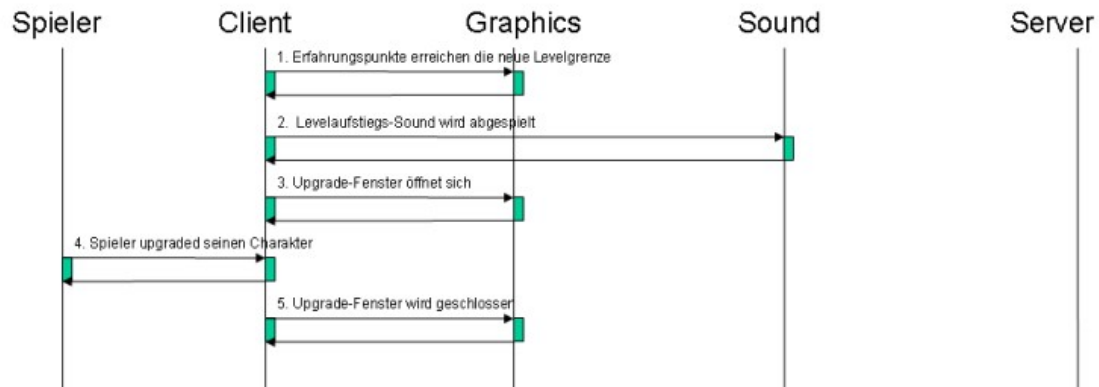 Spieler Client Graphics Sound Server
1. Erfahrungspunkte erreichen die neue Levelgrenze
2. Levelaufstiegs-Sound wird abgespielt
3. Upgrade-Fenster öffnet sich
4. Spieler upgraded seinen Charakter
5. Upgrade-Fenster wird geschlossen